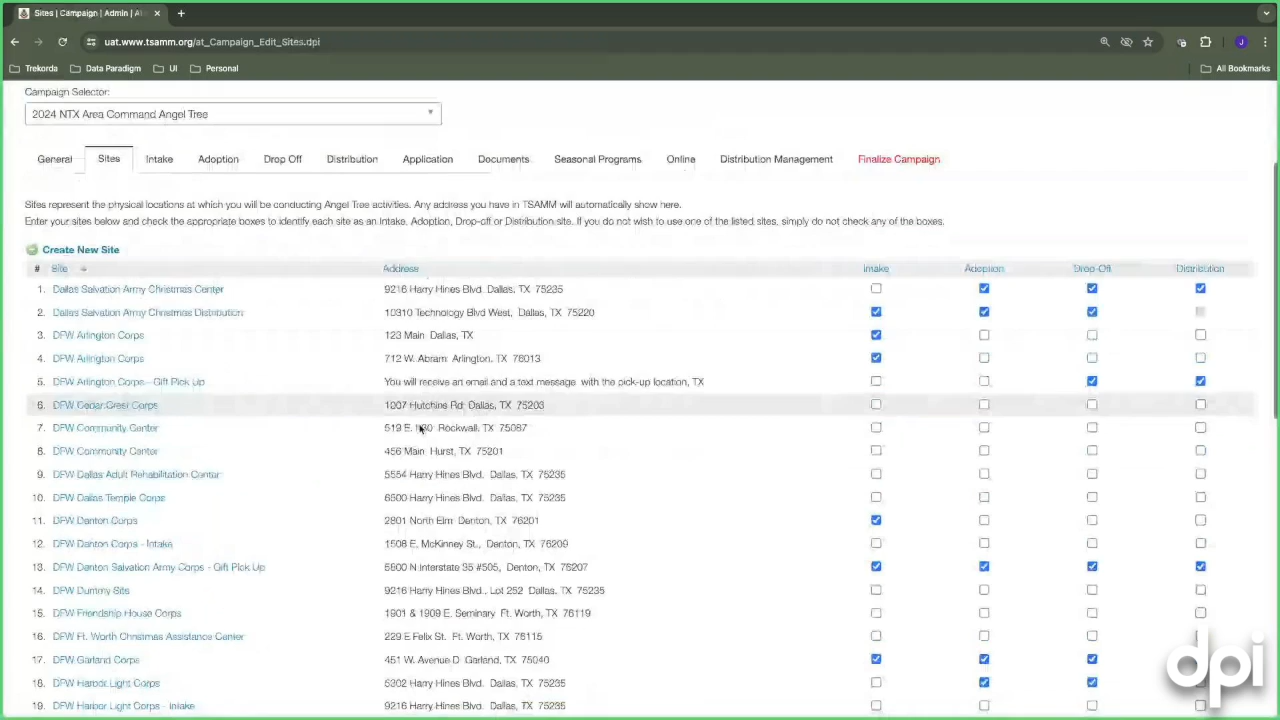 Sites | Campaign | Admin | A
uat.www.tsamm.org/at_Campaign_Edit_Sites.dpi
J
Trekorda Data Paradigm UI Personal All Bookmarks
Campaign Selector:
2024 NTX Area Command Angel Tree
General Sites Intake Adoption Drop Off Distribution Application Documents Seasonal Programs Online Distribution Management Finalize Campaign
Sites represent the physical locations at which you will be conducting Angel Tree activities. Any address you have in TSAMM will automatically show here.
Enter your sites below and check the appropriate boxes to identify each site as an Intake, Adoption, Drop-off or Distribution site. If you do not wish to use one of the listed sites, simply do not check any of the boxes.
Create New Site
# Site Address Intake Adoption Drop-Off Distribution
1. Dallas Salvation Army Christmas Center 9216 Harry Hines Blvd. Dallas, TX 75235
2. Dallas Salvation Army Christmas Distribution 10310 Technology Blvd West, Dallas, TX 75220
3. DFW Arlington Corps 123 Main Dallas, TX
4. DFW Arlington Corps 712 W. Abram Arlington, TX 76013
5. DFW Arlington Corps - Gift Pick Up You will receive an email and a text message with the pick-up location, TX
6. DFW Cedar Crest Corps 1007 Hutchins Rd. Dallas, TX 75203
7. DFW Community Center 519 E. Rockwall, TX 75087
8. DFW Community Center 456 Main Hurst, TX 75201
9. DFW Dallas Adult Rehabilitation Center 5554 Harry Hines Blvd. Dallas, TX 75235
10. DFW Dallas Temple Corps 6500 Harry Hines Blvd. Dallas, TX 75235
11. DFW Denton Corps 2801 North Elm Denton, TX 76201
12. DFW Denton Corps - Intake 1508 E. McKinney St., Denton, TX 76209
13. DFW Denton Salvation Army Corps - Gift Pick Up 5800 N Interstate 35 #505, Denton, TX 76207
14. DFW Dummy Site 9216 Harry Hines Blvd., Lot 252 Dallas, TX 75235
15. DFW Friendship House Corps 1901 & 1909 E. Seminary Ft. Worth, TX 76119
16. DFW Ft. Worth Christmas Assistance Center 229 E Felix St. Ft. Worth, TX 76115
17. DFW Garland Corps 451 W. Avenue D Garland, TX 75040
18. DFW Harbor Light Corps 5302 Harry Hines Blvd. Dallas, TX 75235
19. DFW Harbor Light Corps - Intake 9216 Harry Hines Blvd. Dallas, TX 75235
dpi